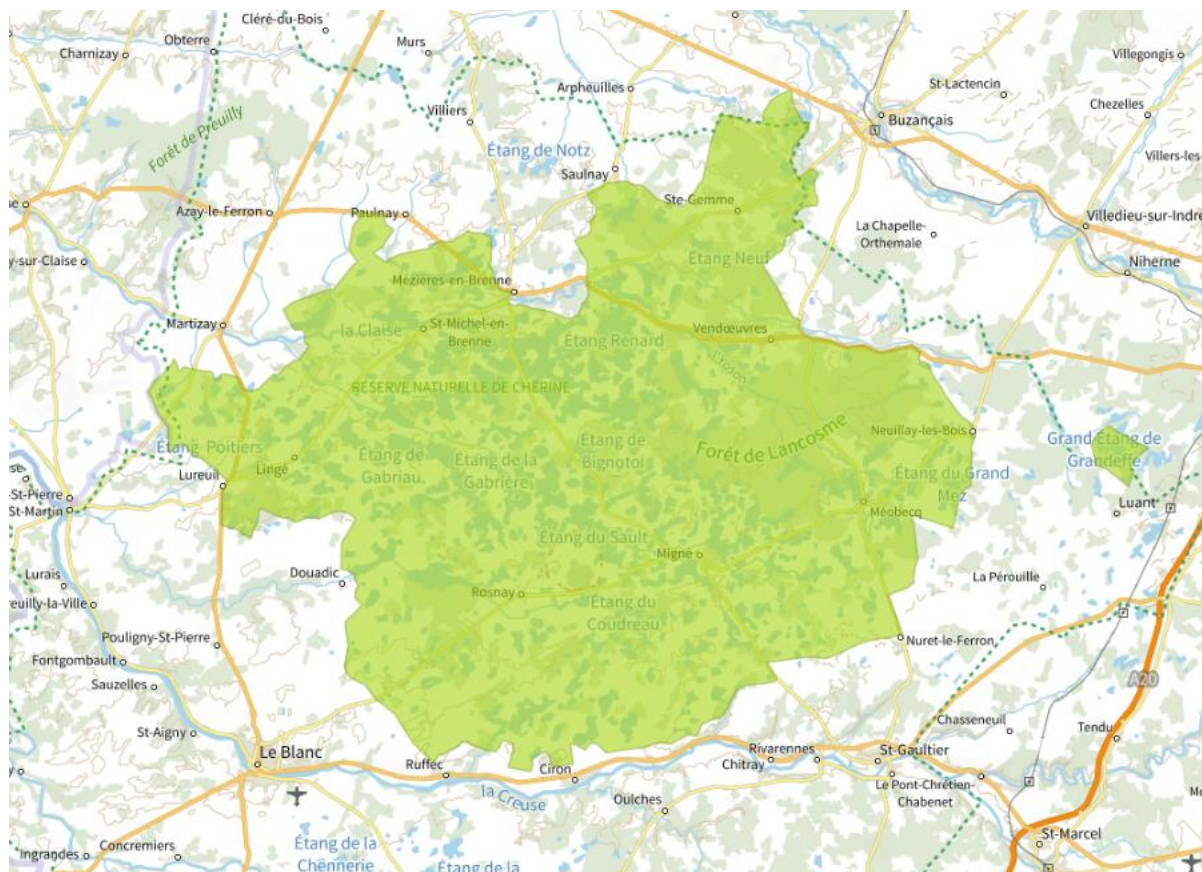 Cléré-du-Bois
Obterre
Charnizay
Murs
Villegongis
St-Lactencin
Arpheuilles
Chezelles
Villiers
Buzançais
Forêt de Preuilly
Étang de Notz
Villers-les
Saulnay
Azay-le-Ferron
Paulnay
Ste-Gemme
La Chapelle-
Orthemale
Villedieu-sur-Indre
y-sur-Claise
Étang Neuf
Niherne
Mézières-en-Brenne
Martizay
la Claise
St-Michel-en-
Brenne
Étang Renard
Vendœuvres
L'Yoson
RÉSERVE NATURELLE DE CHÉRINE
Étang Poitiers
Lingé
Lureuil
Étang de
Gabriau
Étang de la
Gabrière
Étang de
Bignotoi
Forêt de Lancosme
Neuillay-les-Bois
Étang du Grand
Mez
Grand Étang de
Grandeffe
Luant
-St-Pierre
St-Martin
Méobecq
Étang du Sault
Migné
Douadic
Rosnay
Étang du
Coudreau
La Pérouille
Lurais
reuilly-la-Ville
Pouligny-St-Pierre
Nuret-le-Ferron
Fontgombault
Sauzelles
A20
St-Aigny
Le Blanc
Chasseneuil
Tendu
Ruffec
Ciron
Rivarennes
Chitray
St-Gaultier
la Creuse
Oulches
Le Pont-Chrétien-
Chabenet
St-Marcel
Ingrandes
Concremiers
Étang de la
Chennerie
Étang de la